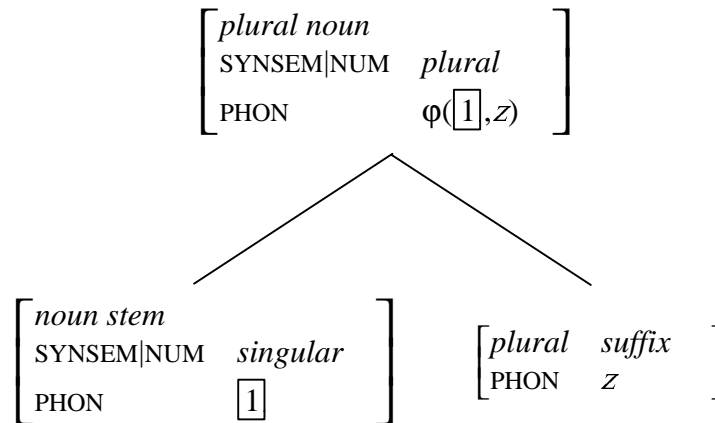 plural noun
SYNSEM|NUM plural
PHON φ(1,z)
noun stem
SYNSEM|NUM singular
PHON 1
plural suffix
PHON z